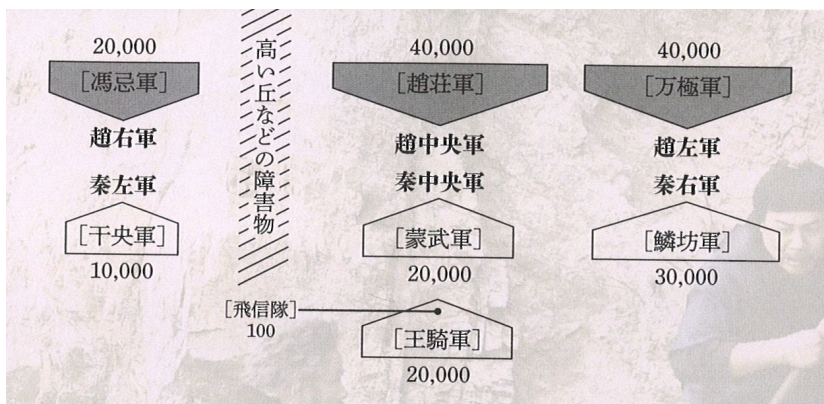 20,000
[馮忌軍]
趙右軍
秦左軍
[干央軍]
10,000
高い丘などの障害物
40,000
[趙荘軍]
趙中央軍
秦中央軍
[蒙武軍]
20,000
40,000
[万極軍]
趙左軍
秦右軍
[鱗坊軍]
30,000
[飛信隊]
100
[王騎軍]
20,000